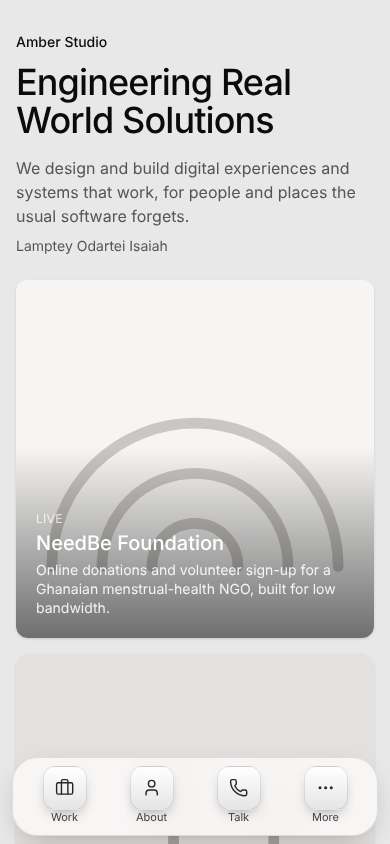 Amber Studio
Engineering Real
World Solutions
We design and build digital experiences and
systems that work, for people and places the
usual software forgets.
Lamptey Odartei Isaiah
LIVE
NeedBe Foundation
Online donations and volunteer sign-up for a
Ghanaian menstrual-health NGO, built for low
bandwidth.
Work
About
Talk
More